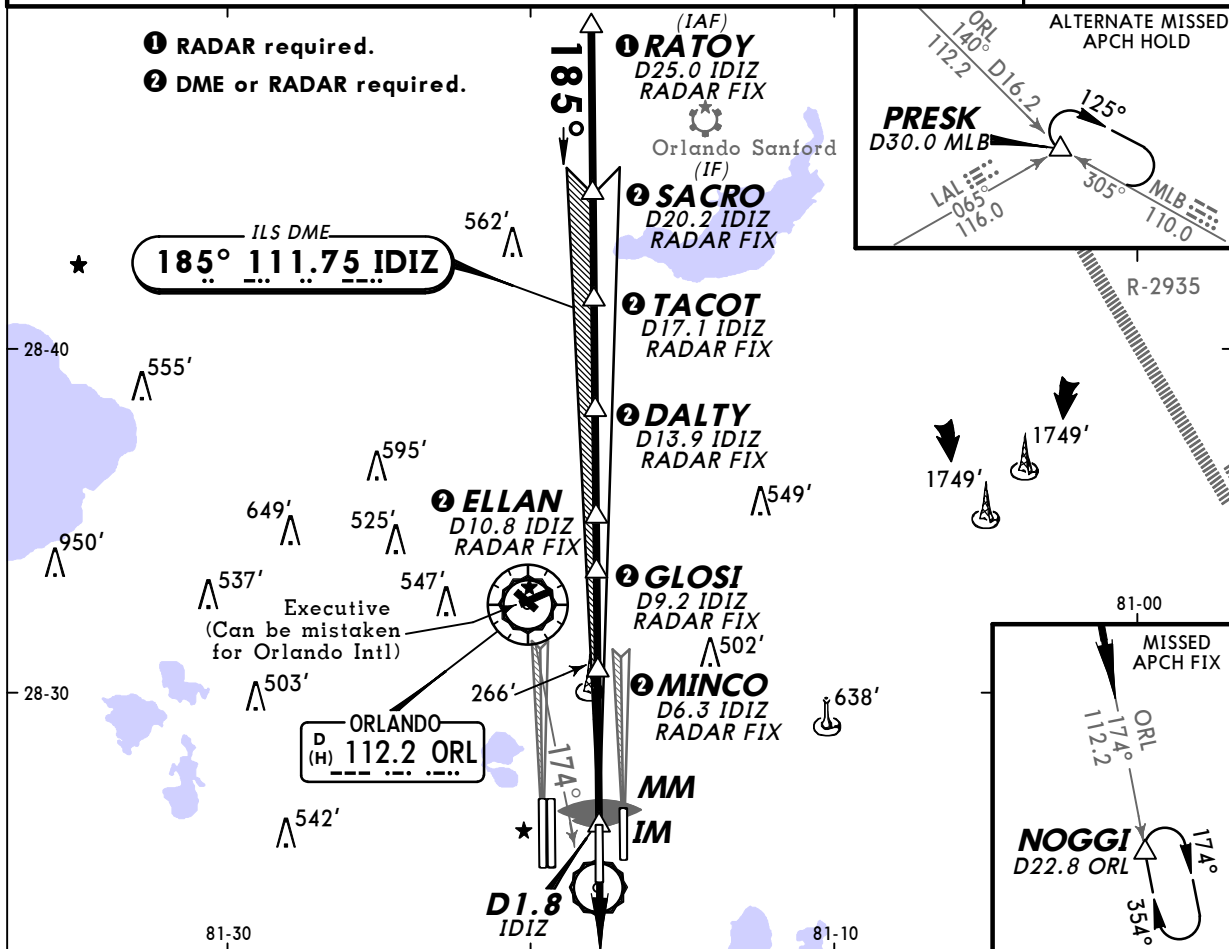 ❶ RADAR required.
❷ DME or RADAR required.
185°
(IAF)
❶ RATOY
D25.0 IDIZ
RADAR FIX
Orlando Sanford
(IF)
❷ SACRO
D20.2 IDIZ
RADAR FIX
562'
ILS DME
185° 111.75 IDIZ
❷ TACOT
D17.1 IDIZ
RADAR FIX
28-40
555'
❷ DALTY
D13.9 IDIZ
RADAR FIX
595'
❷ ELLAN
D10.8 IDIZ
RADAR FIX
649'
525'
549'
950'
537'
547'
❷ GLOSI
D9.2 IDIZ
RADAR FIX
Executive
(Can be mistaken
for Orlando Intl)
502'
503'
28-30
266'
❷ MINCO
D6.3 IDIZ
RADAR FIX
638'
ORLANDO
D
(H) 112.2 ORL
174°
MM
IM
542'
D1.8
IDIZ
81-30
81-10
ALTERNATE MISSED
APCH HOLD
ORL
140°
112.2
D16.2
125°
PRESK
D30.0 MLB
LAL
065°
116.0
305°
MLB
110.0
R-2935
1749'
1749'
81-00
MISSED
APCH FIX
ORL
174°
112.2
NOGGI
D22.8 ORL
174°
354°